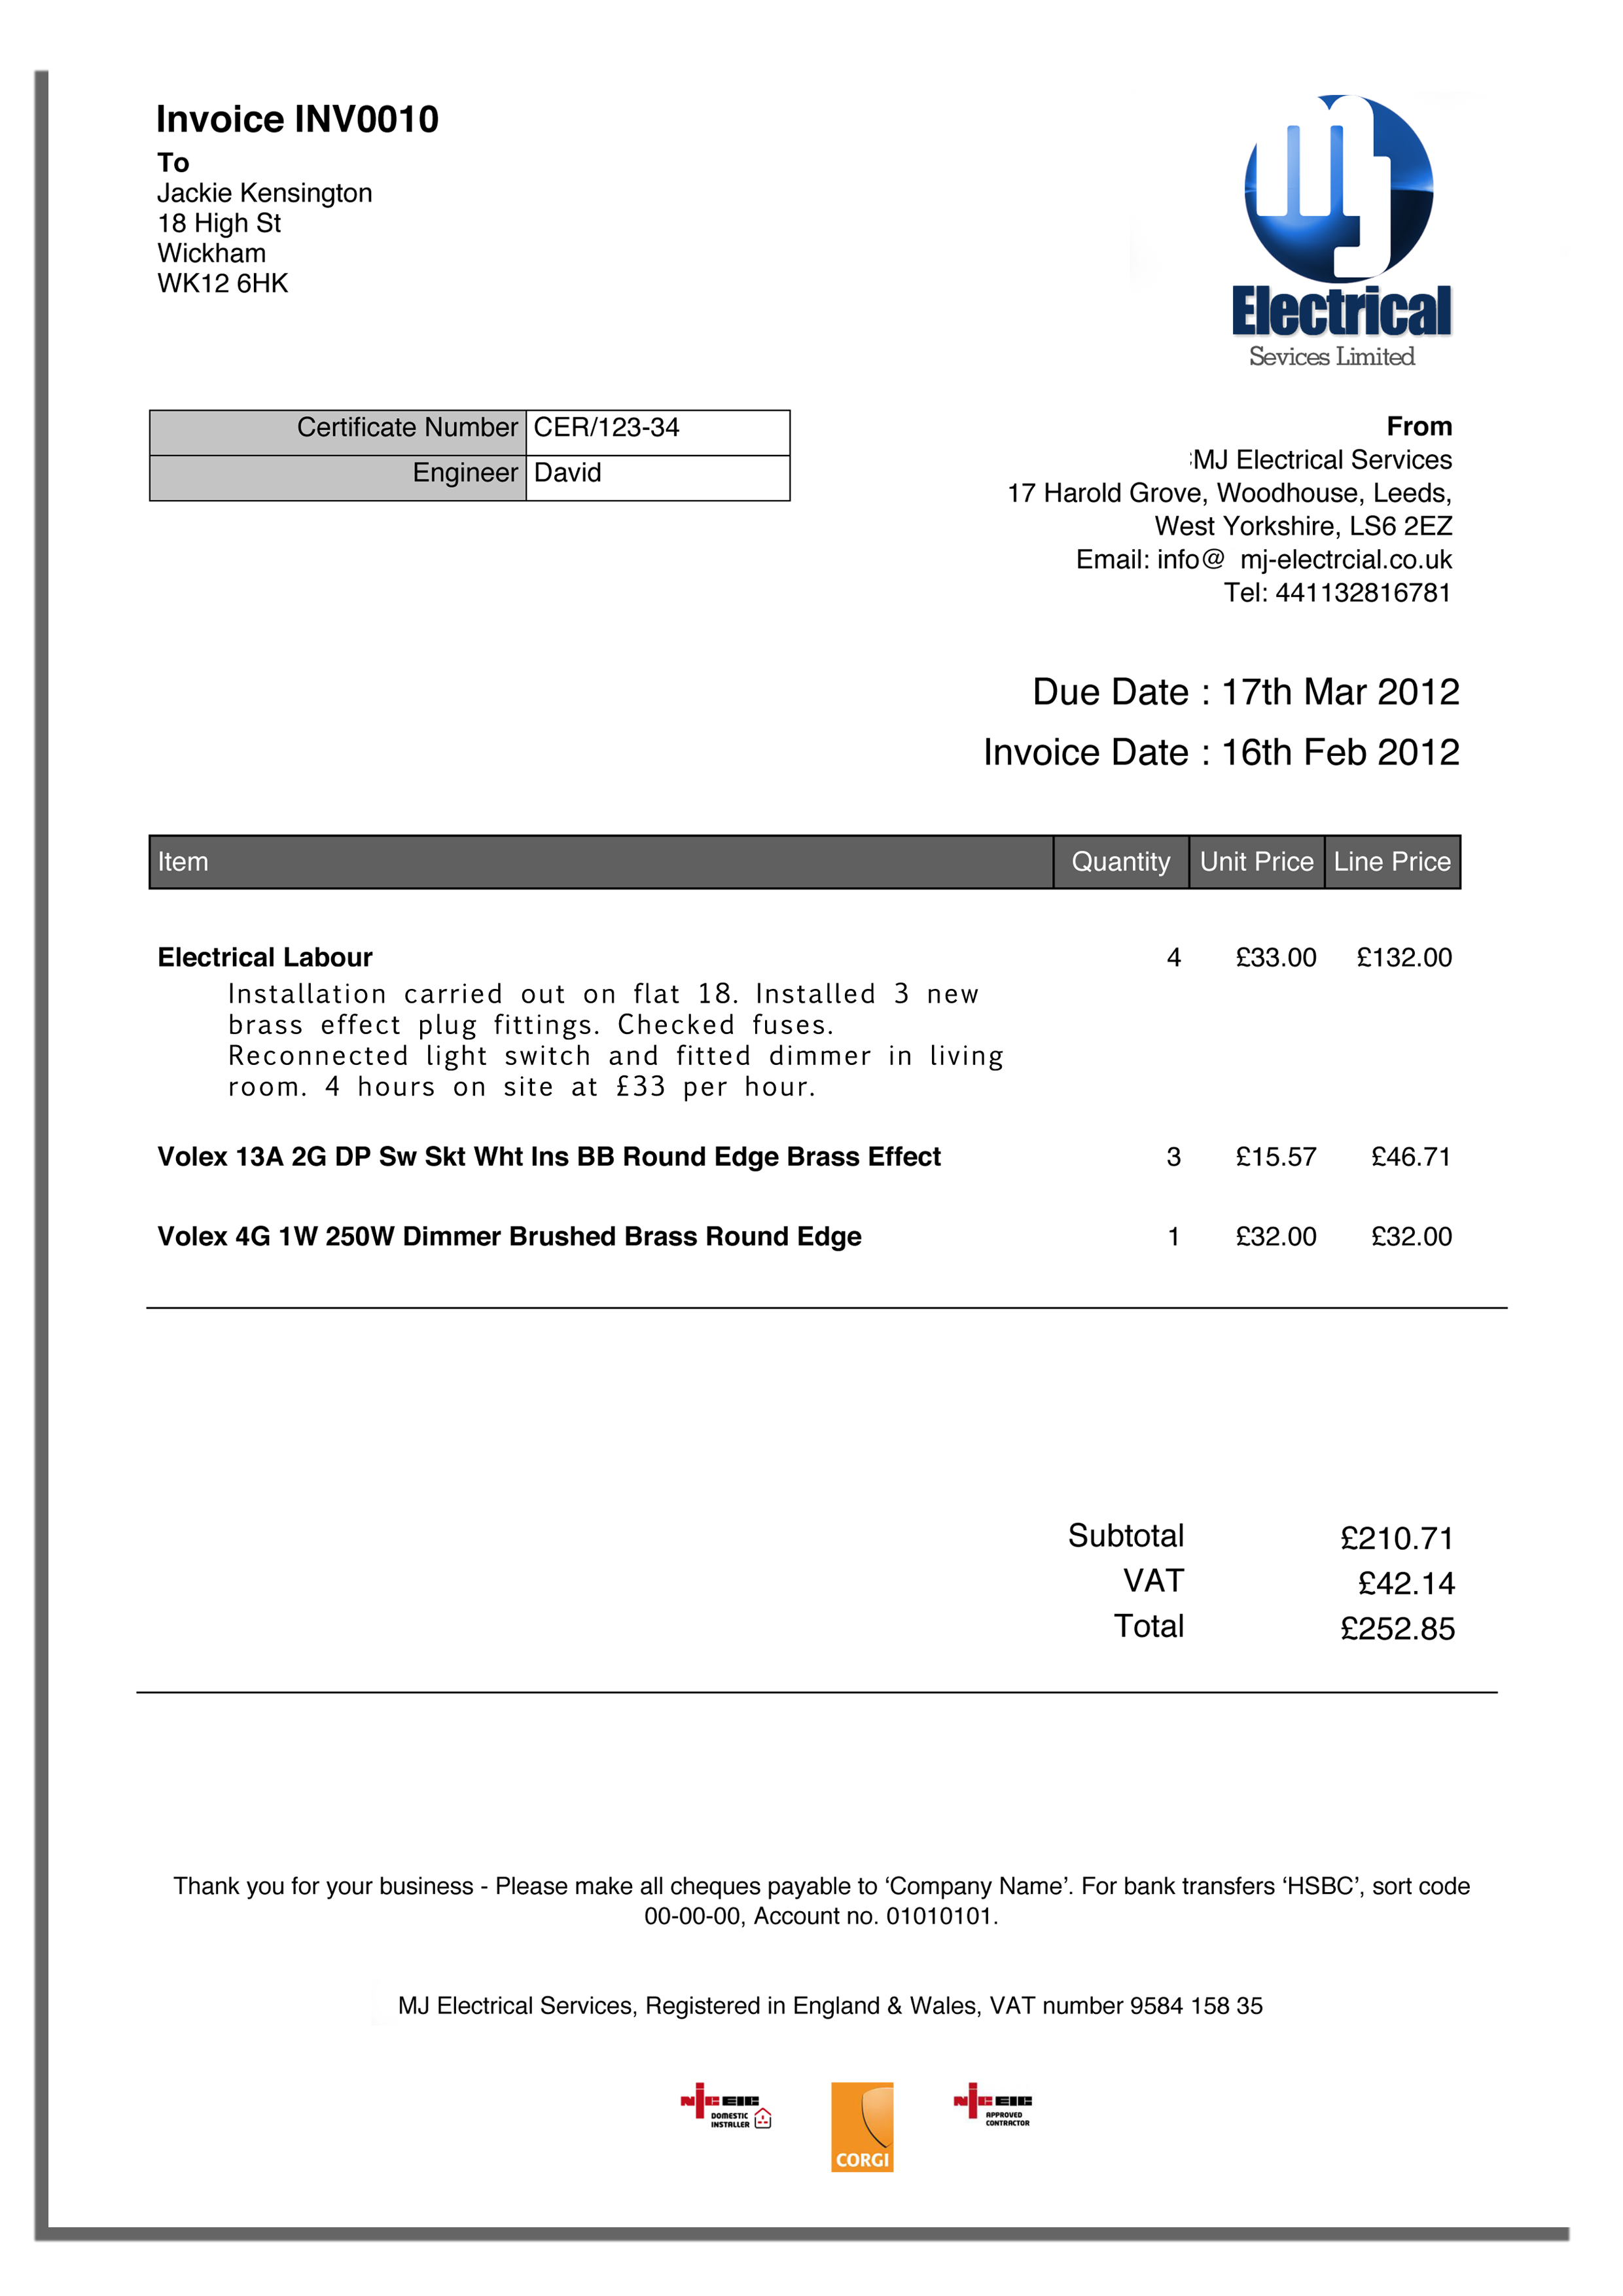 Invoice INV0010
To
Jackie Kensington
18 High St
Wickham
WK12 6HK
mj
Electrical
Sevices Limited
Certificate Number CER/123-34
Engineer David
From
MJ Electrical Services
17 Harold Grove, Woodhouse, Leeds,
West Yorkshire, LS6 2EZ
Email: info@ mj-electrcial.co.uk
Tel: 441132816781
Due Date : 17th Mar 2012
Invoice Date : 16th Feb 2012
Item Quantity Unit Price Line Price
Electrical Labour 4 £33.00 £132.00
Installation carried out on flat 18. Installed 3 new
brass effect plug fittings. Checked fuses.
Reconnected light switch and fitted dimmer in living
room. 4 hours on site at £33 per hour.
Volex 13A 2G DP Sw Skt Wht Ins BB Round Edge Brass Effect 3 £15.57 £46.71
Volex 4G 1W 250W Dimmer Brushed Brass Round Edge 1 £32.00 £32.00
Subtotal £210.71
VAT £42.14
Total £252.85
Thank you for your business - Please make all cheques payable to ‘Company Name’. For bank transfers ‘HSBC’, sort code
00-00-00, Account no. 01010101.
MJ Electrical Services, Registered in England & Wales, VAT number 9584 158 35
NICEIC
DOMESTIC
INSTALLER
CORGI
NICEIC
APPROVED
CONTRACTOR